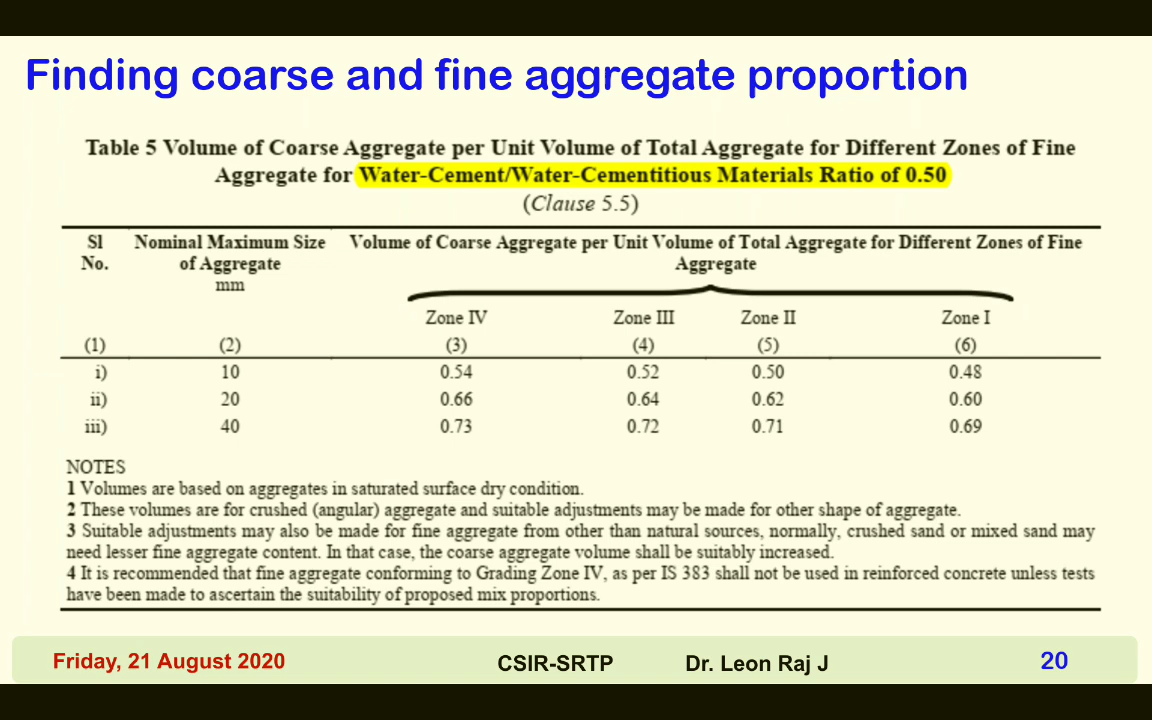 Finding coarse and fine aggregate proportion
Table 5 Volume of Coarse Aggregate per Unit Volume of Total Aggregate for Different Zones of Fine
Aggregate for Water-Cement/Water-Cementitious Materials Ratio of 0.50
(Clause 5.5)
Sl Nominal Maximum Size Volume of Coarse Aggregate per Unit Volume of Total Aggregate for Different Zones of Fine
No. of Aggregate Aggregate
mm
Zone IV Zone III Zone II Zone I
(1) (2) (3) (4) (5) (6)
i) 10 0.54 0.52 0.50 0.48
ii) 20 0.66 0.64 0.62 0.60
iii) 40 0.73 0.72 0.71 0.69
NOTES
1 Volumes are based on aggregates in saturated surface dry condition.
2 These volumes are for crushed (angular) aggregate and suitable adjustments may be made for other shape of aggregate.
3 Suitable adjustments may also be made for fine aggregate from other than natural sources, normally, crushed sand or mixed sand may
need lesser fine aggregate content. In that case, the coarse aggregate volume shall be suitably increased.
4 It is recommended that fine aggregate conforming to Grading Zone IV, as per IS 383 shall not be used in reinforced concrete unless tests
have been made to ascertain the suitability of proposed mix proportions.
Friday, 21 August 2020 CSIR-SRTP Dr. Leon Raj J 20